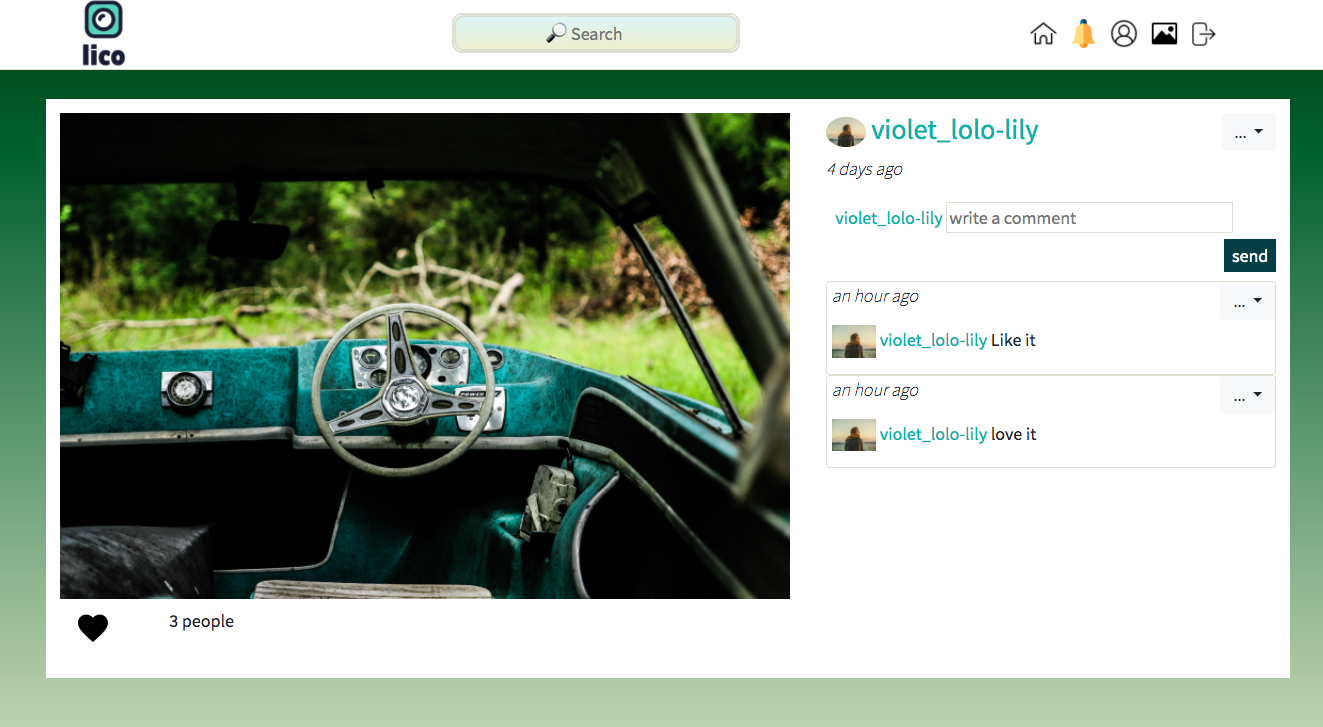 lico
Search
violet_lolo-lily
...
4 days ago
violet_lolo-lily write a comment
send
an hour ago
...
violet_lolo-lily Like it
an hour ago
...
violet_lolo-lily love it
POWER
3 people